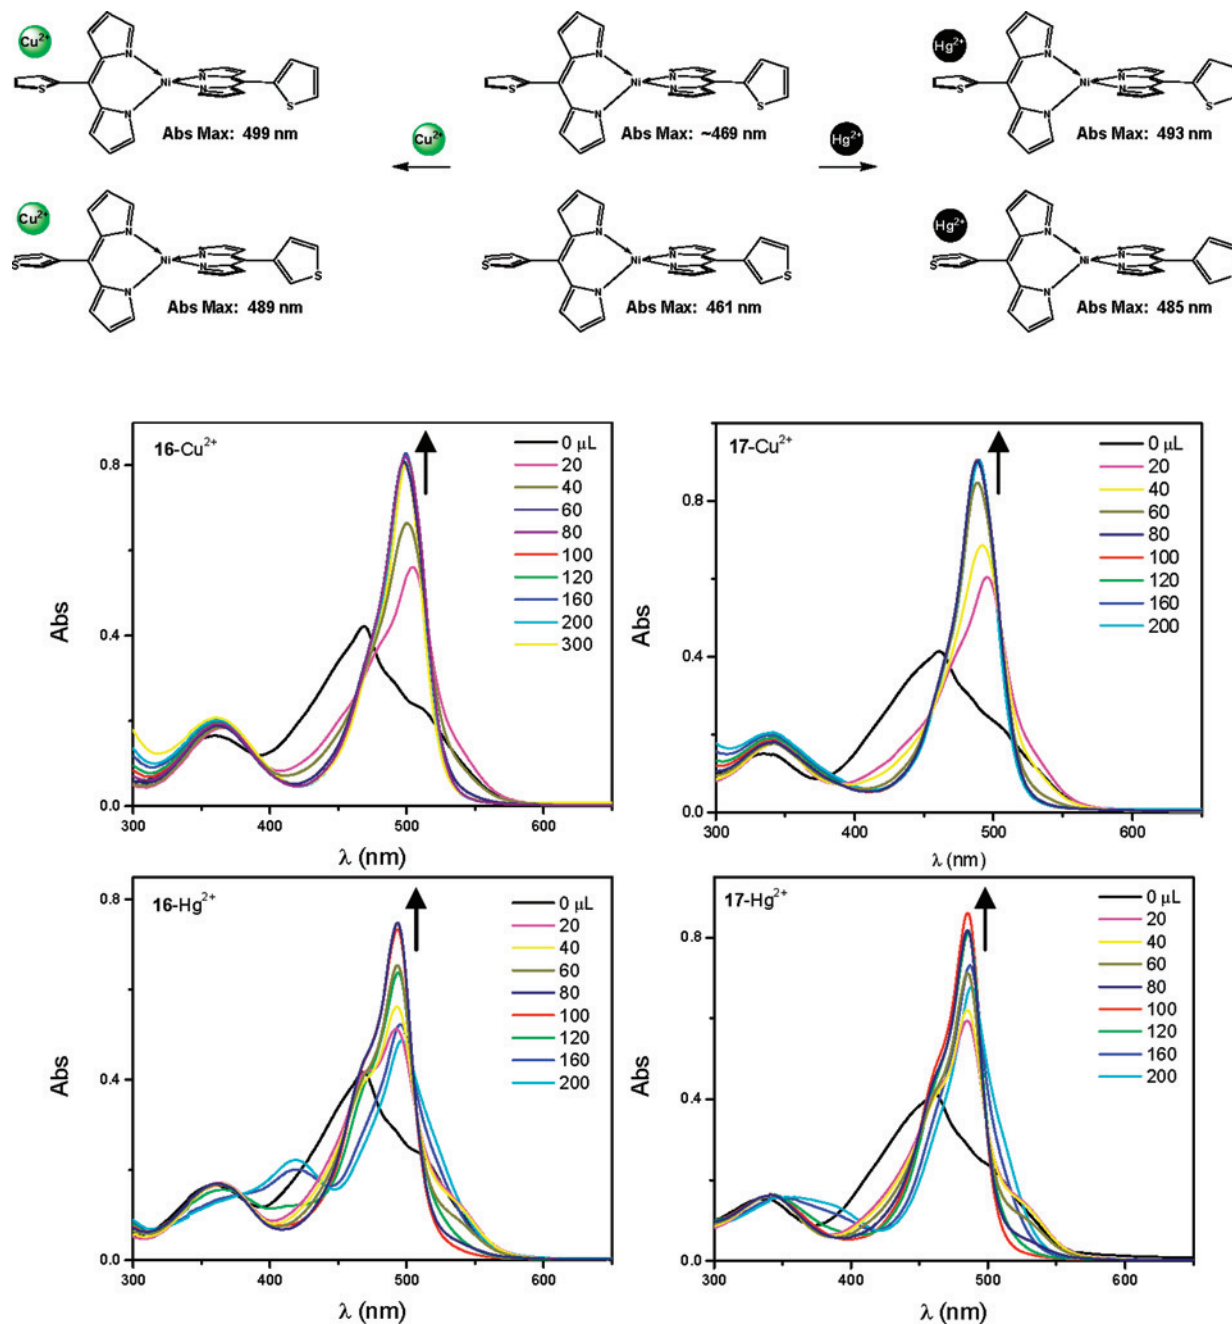 Cu²⁺
Hg²⁺
S
N
N
Ni
N
N
S
Abs Max: 499 nm
S
N
N
Ni
N
N
S
Abs Max: ~469 nm
S
N
N
Ni
N
N
S
Abs Max: 493 nm
Cu²⁺
Hg²⁺
Cu²⁺
Hg²⁺
S
N
N
Ni
N
N
S
Abs Max: 489 nm
S
N
N
Ni
N
N
S
Abs Max: 461 nm
S
N
N
Ni
N
N
Abs Max: 485 nm
16-Cu²⁺
0 μL
20
40
60
80
100
120
160
200
300
0.8
0.4
0.0
Abs
300 400 500 600
λ (nm)
17-Cu²⁺
0 μL
20
40
60
80
100
120
160
200
0.8
0.4
0.0
Abs
300 400 500 600
λ (nm)
16-Hg²⁺
0 μL
20
40
60
80
100
120
160
200
0.8
0.4
0.0
Abs
300 400 500 600
λ (nm)
17-Hg²⁺
0 μL
20
40
60
80
100
120
160
200
0.8
0.4
0.0
Abs
300 400 500 600
λ (nm)